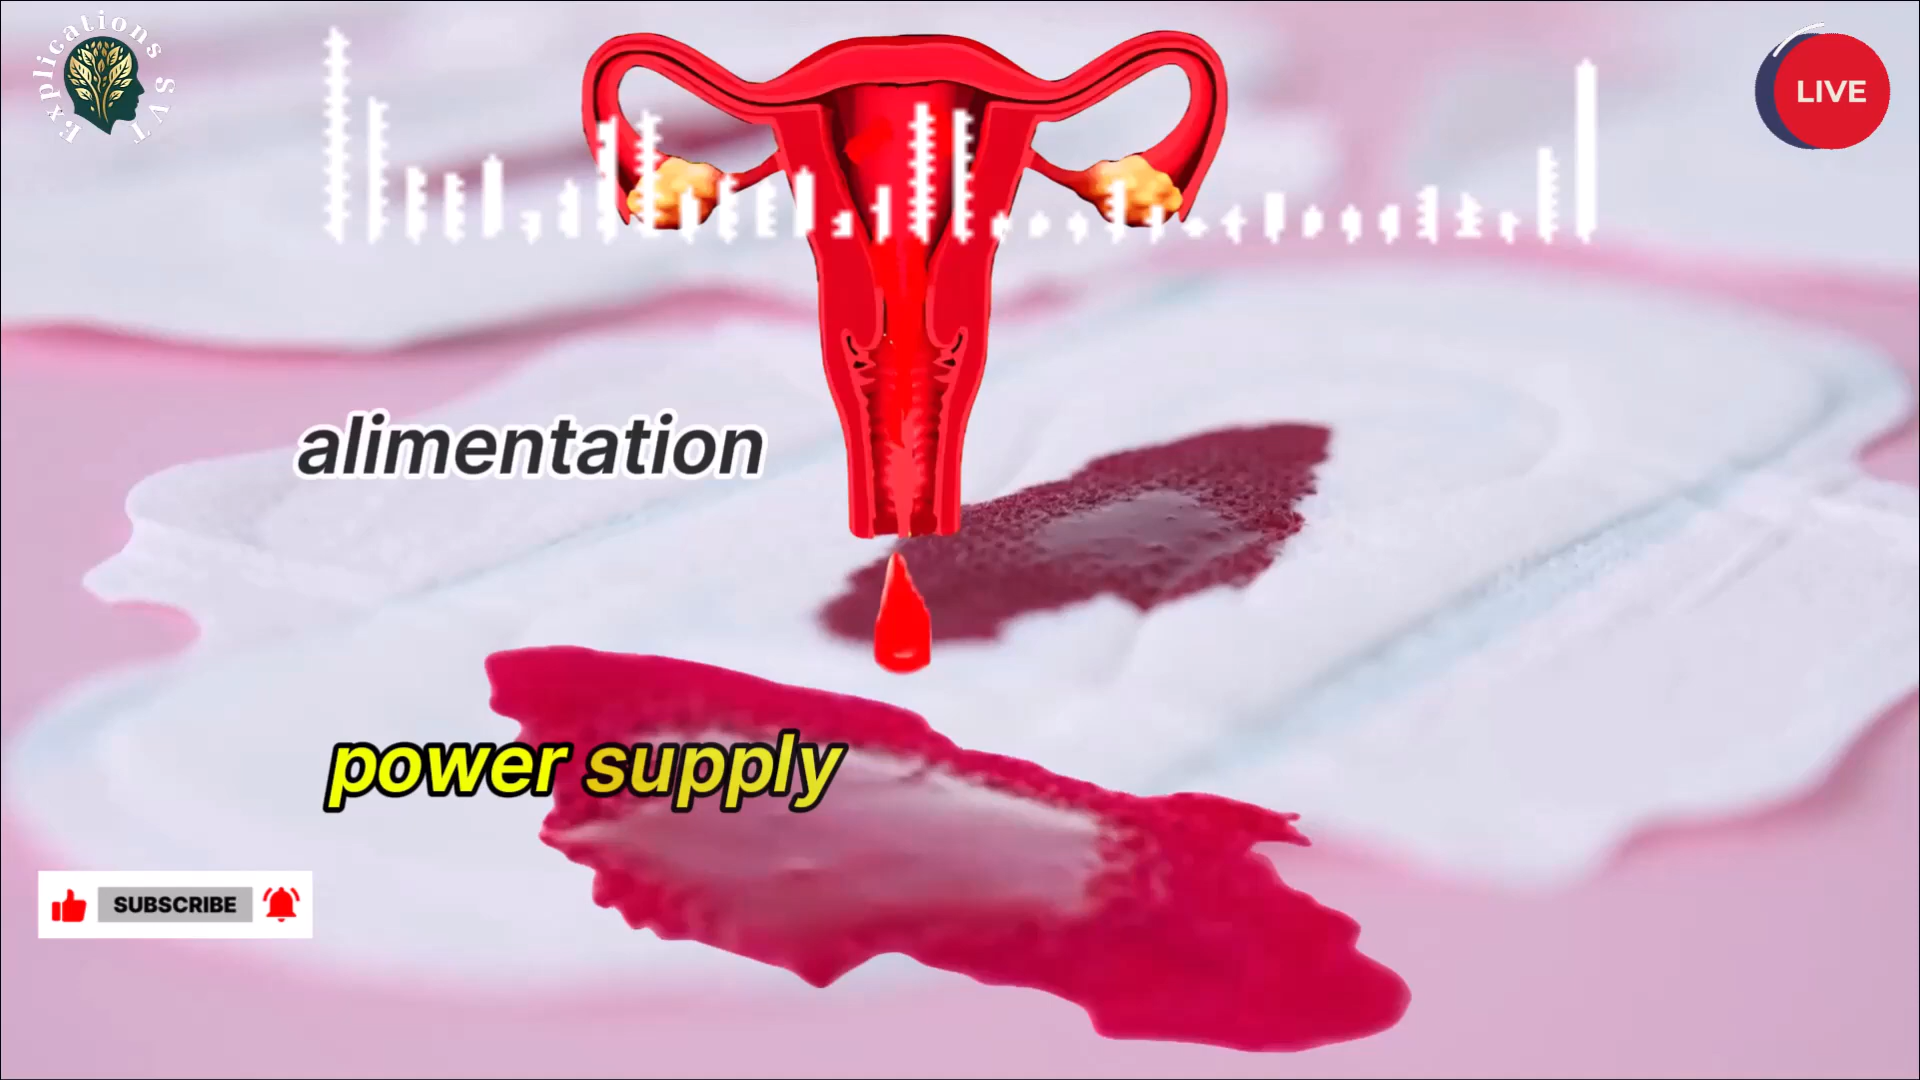 Explications SVT
LIVE
alimentation
power supply
SUBSCRIBE